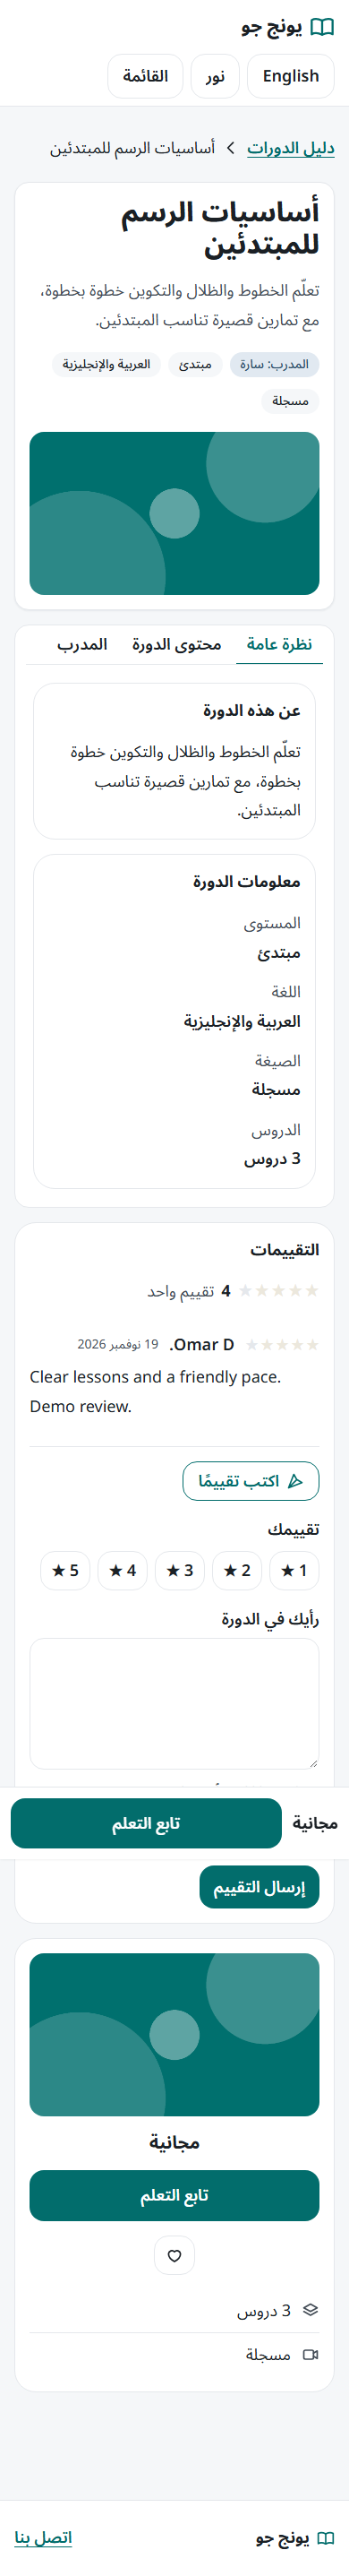 يونج جو
English
نور
القائمة
دليل الدورات
أساسيات الرسم للمبتدئين
أساسيات الرسم
للمبتدئين
تعلّم الخطوط والظلال والتكوين خطوة بخطوة،
مع تمارين قصيرة تناسب المبتدئين.
المدرب: سارة
مبتدئ
العربية والإنجليزية
مسجلة
نظرة عامة
محتوى الدورة
المدرب
عن هذه الدورة
تعلّم الخطوط والظلال والتكوين خطوة
بخطوة، مع تمارين قصيرة تناسب
المبتدئين.
معلومات الدورة
المستوى
مبتدئ
اللغة
العربية والإنجليزية
الصيغة
مسجلة
الدروس
3 دروس
التقييمات
★★★★★ 4 تقييم واحد
★★★★★ Omar D. 19 نوفمبر 2026
Clear lessons and friendly pace.
Demo review.
اكتب تقييمًا
تقييمك
1 ★
2 ★
3 ★
4 ★
5 ★
رأيك في الدورة
مجانية
تابع التعلم
إرسال التقييم
مجانية
تابع التعلم
3 دروس
مسجلة
يونج جو
اتصل بنا